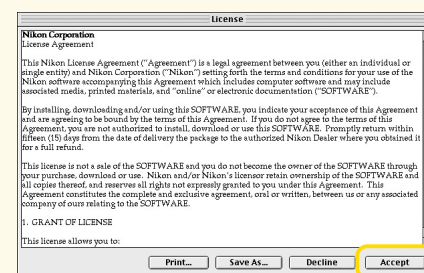 License
Nikon Corporation
License Agreement
This Nikon License Agreement ("Agreement") is a legal agreement between you (either an individual or
single entity) and Nikon Corporation ("Nikon") setting forth the terms and conditions for your use of the
Nikon software accompanying this Agreement which includes computer software and may include
associated media, printed materials, and "online" or electronic documentation ("SOFTWARE").
By installing, downloading and/or using this SOFTWARE, you indicate your acceptance of this Agreement
and are agreeing to be bound by the terms of this Agreement. If you do not agree to the terms of this
Agreement, you are not authorized to install, download or use this SOFTWARE. Promptly return within
fifteen (15) days from the date of delivery the package to the authorized Nikon Dealer where you obtained it
for a full refund.
This license is not a sale of the SOFTWARE and you do not become the owner of the SOFTWARE through
your purchase, download or use. Nikon and/or Nikon's licensor retain ownership of the SOFTWARE and
all copies thereof, and reserves all rights not expressly granted to you under this Agreement. This
Agreement constitutes the complete and exclusive agreement, oral or written, between us or any associated
company of ours relating to the SOFTWARE.
1. GRANT OF LICENSE
This license allows you to:
Print... Save As... Decline Accept